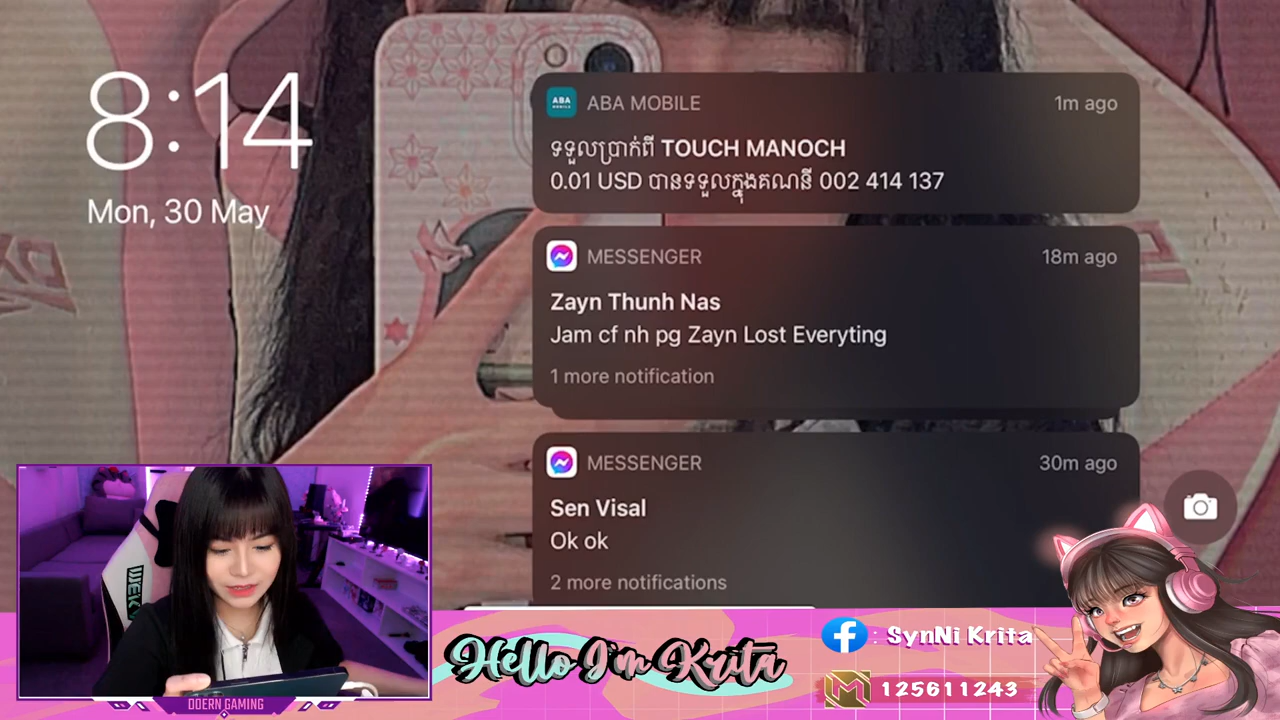 8:14
Mon, 30 May
ABA MOBILE
1m ago
ABA
MOBILE
ទទួលប្រាក់ពី TOUCH MANOCH
0.01 USD បានទទួលក្នុងគណនី 002 414 137
MESSENGER
18m ago
Zayn Thunh Nas
Jam cf nh pg Zayn Lost Everyting
1 more notification
MESSENGER
30m ago
Sen Visal
Ok ok
2 more notifications
Hello I'm Krita
f : SynNi Krita
M 125611243
ODERN GAMING